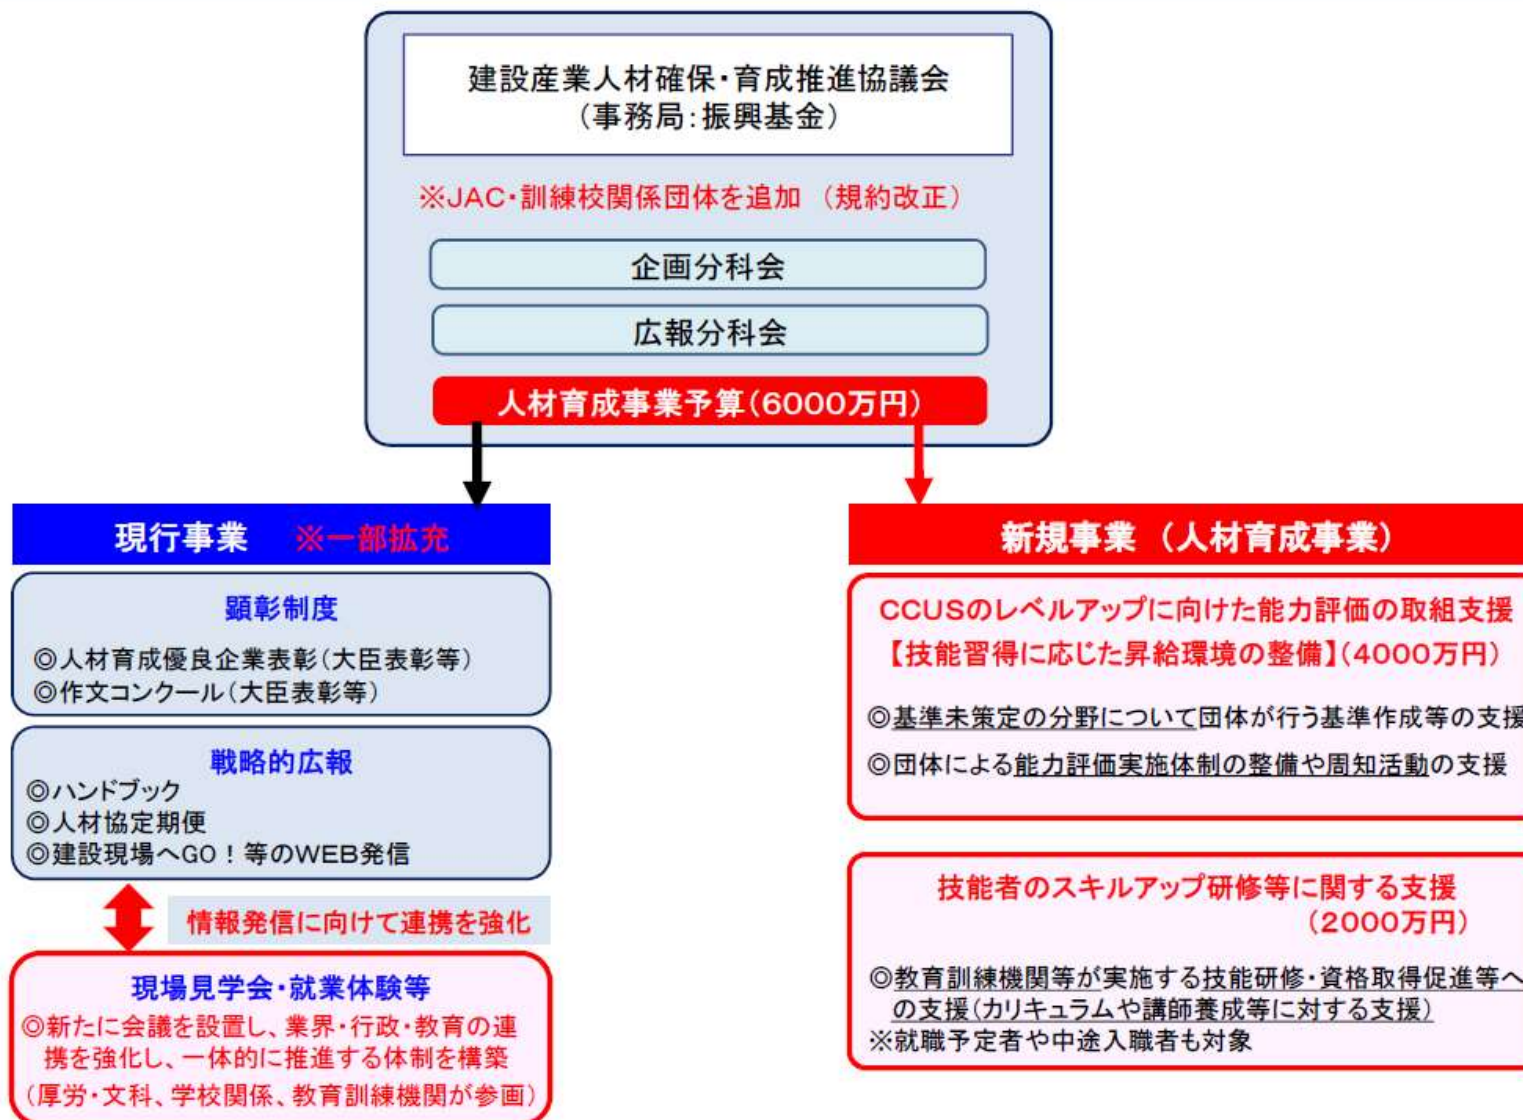 建設産業人材確保・育成推進協議会
（事務局：振興基金）
※JAC・訓練校関係団体を追加 （規約改正）
企画分科会
広報分科会
人材育成事業予算（6000万円）
現行事業 ※一部拡充
顕彰制度
◎人材育成優良企業表彰（大臣表彰等）
◎作文コンクール（大臣表彰等）
戦略的広報
◎ハンドブック
◎人材協定期便
◎建設現場へGO！等のWEB発信
情報発信に向けて連携を強化
現場見学会・就業体験等
◎新たに会議を設置し、業界・行政・教育の連
携を強化し、一体的に推進する体制を構築
（厚労・文科、学校関係、教育訓練機関が参画）
新規事業 （人材育成事業）
CCUSのレベルアップに向けた能力評価の取組支援
【技能習得に応じた昇給環境の整備】（4000万円）
◎基準未策定の分野について団体が行う基準作成等の支援
◎団体による能力評価実施体制の整備や周知活動の支援
技能者のスキルアップ研修等に関する支援
（2000万円）
◎教育訓練機関等が実施する技能研修・資格取得促進等へ
の支援（カリキュラムや講師養成等に対する支援）
※就職予定者や中途入職者も対象